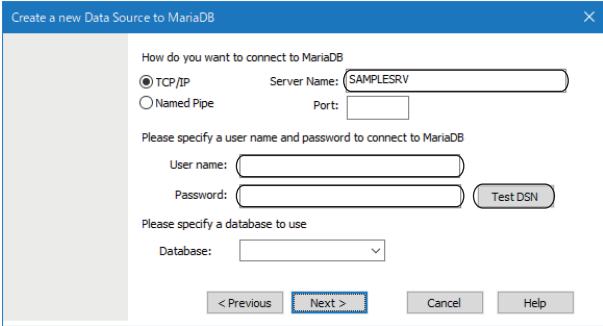 Create a new Data Source to MariaDB
How do you want to connect to MariaDB
TCP/IP Server Name: SAMPLESRV
Named Pipe Port:
Please specify a user name and password to connect to MariaDB
User name:
Password: Test DSN
Please specify a database to use
Database:
< Previous Next > Cancel Help